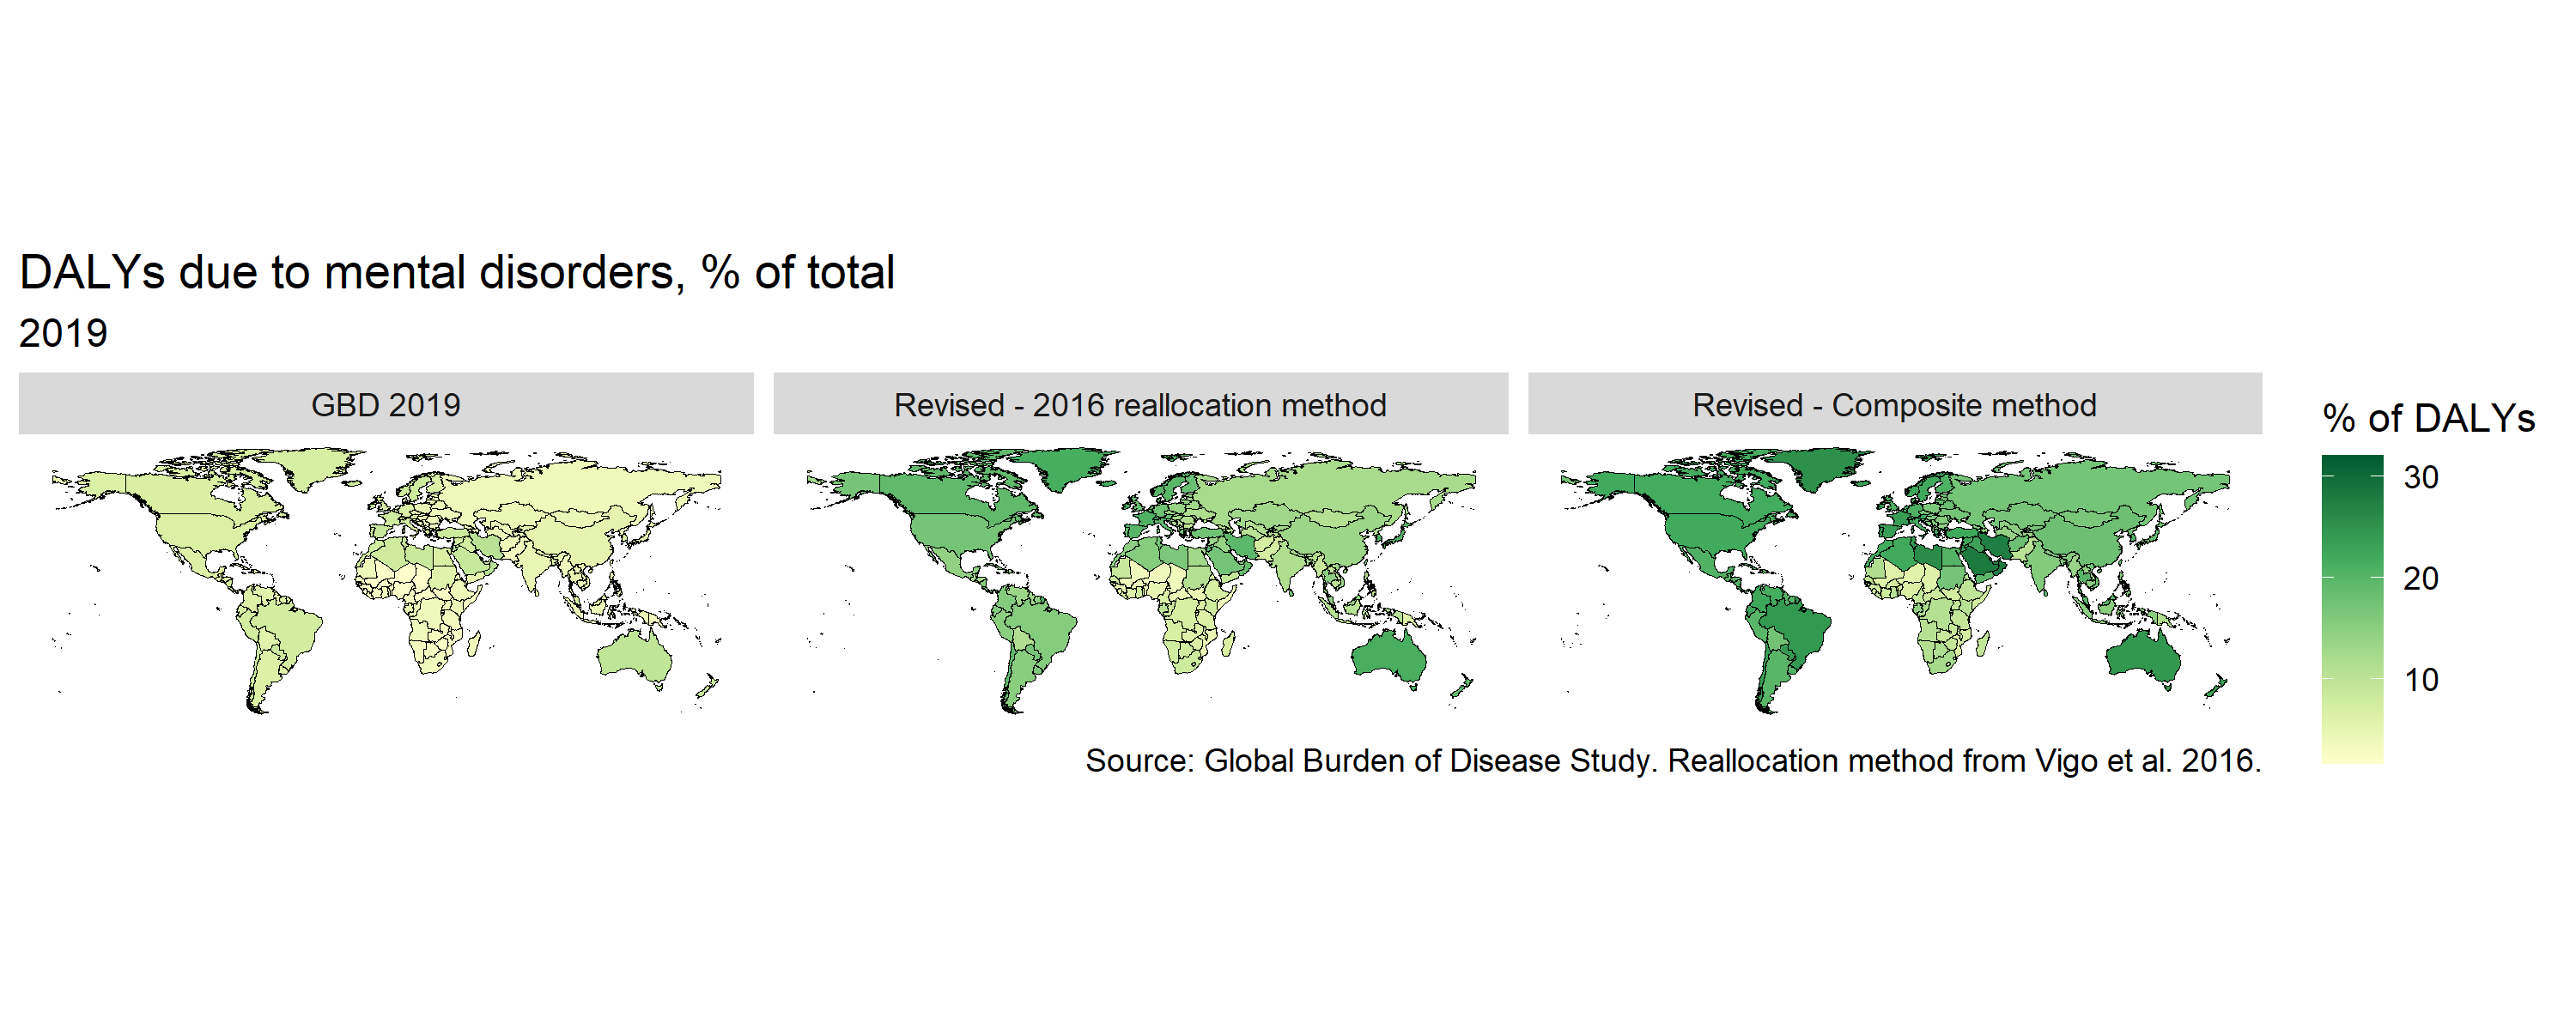 DALYs due to mental disorders, % of total
2019
GBD 2019
Revised - 2016 reallocation method
Revised - Composite method
% of DALYs
30
20
10
Source: Global Burden of Disease Study. Reallocation method from Vigo et al. 2016.